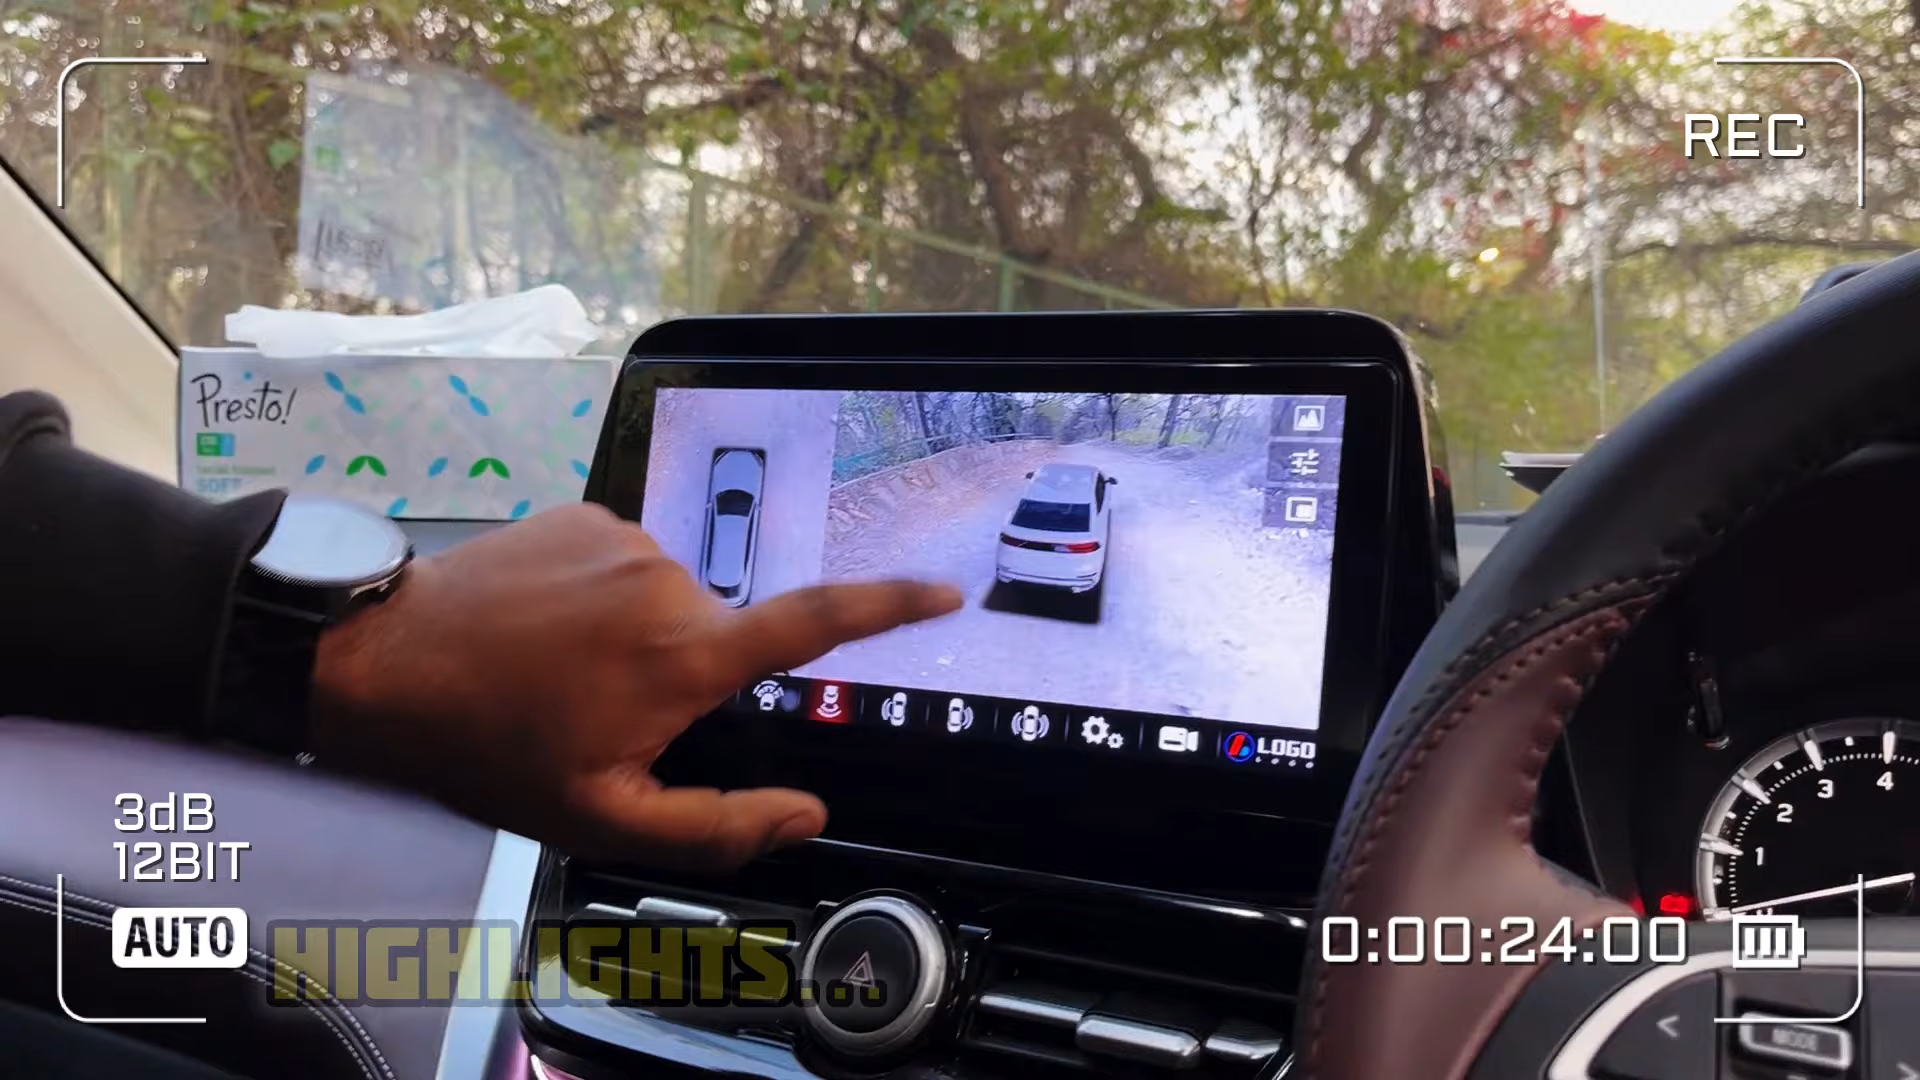 REC
Presto!
SOFT
LOGO
4
3
2
1
3dB
12BIT
AUTO
HIGHLIGHTS...
0:00:24:00
MODE